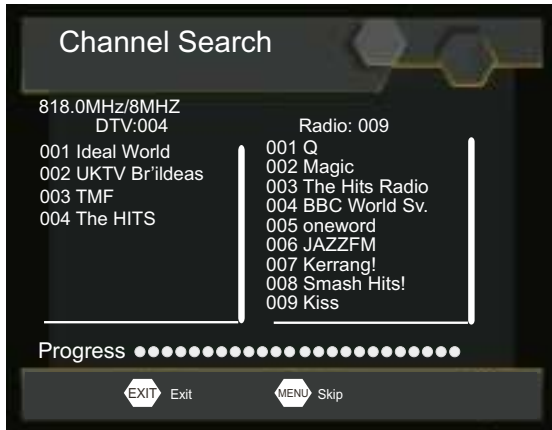 Channel Search
818.0MHz/8MHZ
DTV:004
001 Ideal World
002 UKTV Br'ildeas
003 TMF
004 The HITS
Radio: 009
001 Q
002 Magic
003 The Hits Radio
004 BBC World Sv.
005 oneword
006 JAZZFM
007 Kerrang!
008 Smash Hits!
009 Kiss
Progress
EXIT Exit
MENU Skip